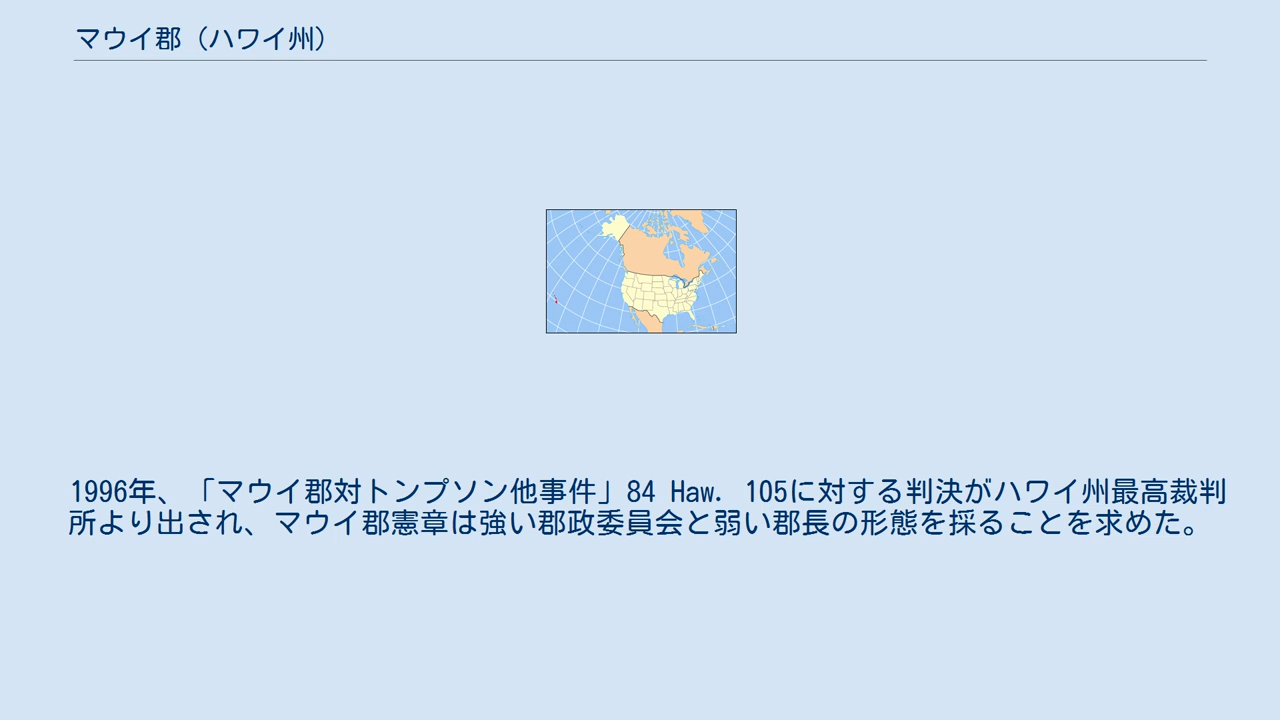 マウイ郡（ハワイ州）
1996年、「マウイ郡対トンプソン他事件」84 Haw. 105に対する判決がハワイ州最高裁判
所より出され、マウイ郡憲章は強い郡政委員会と弱い郡長の形態を採ることを求めた。